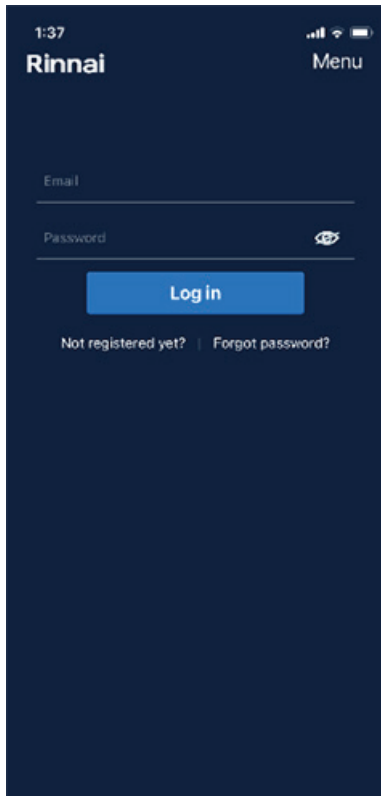 1:37
Rinnai Menu
Email
Password
Log in
Not registered yet? | Forgot password?